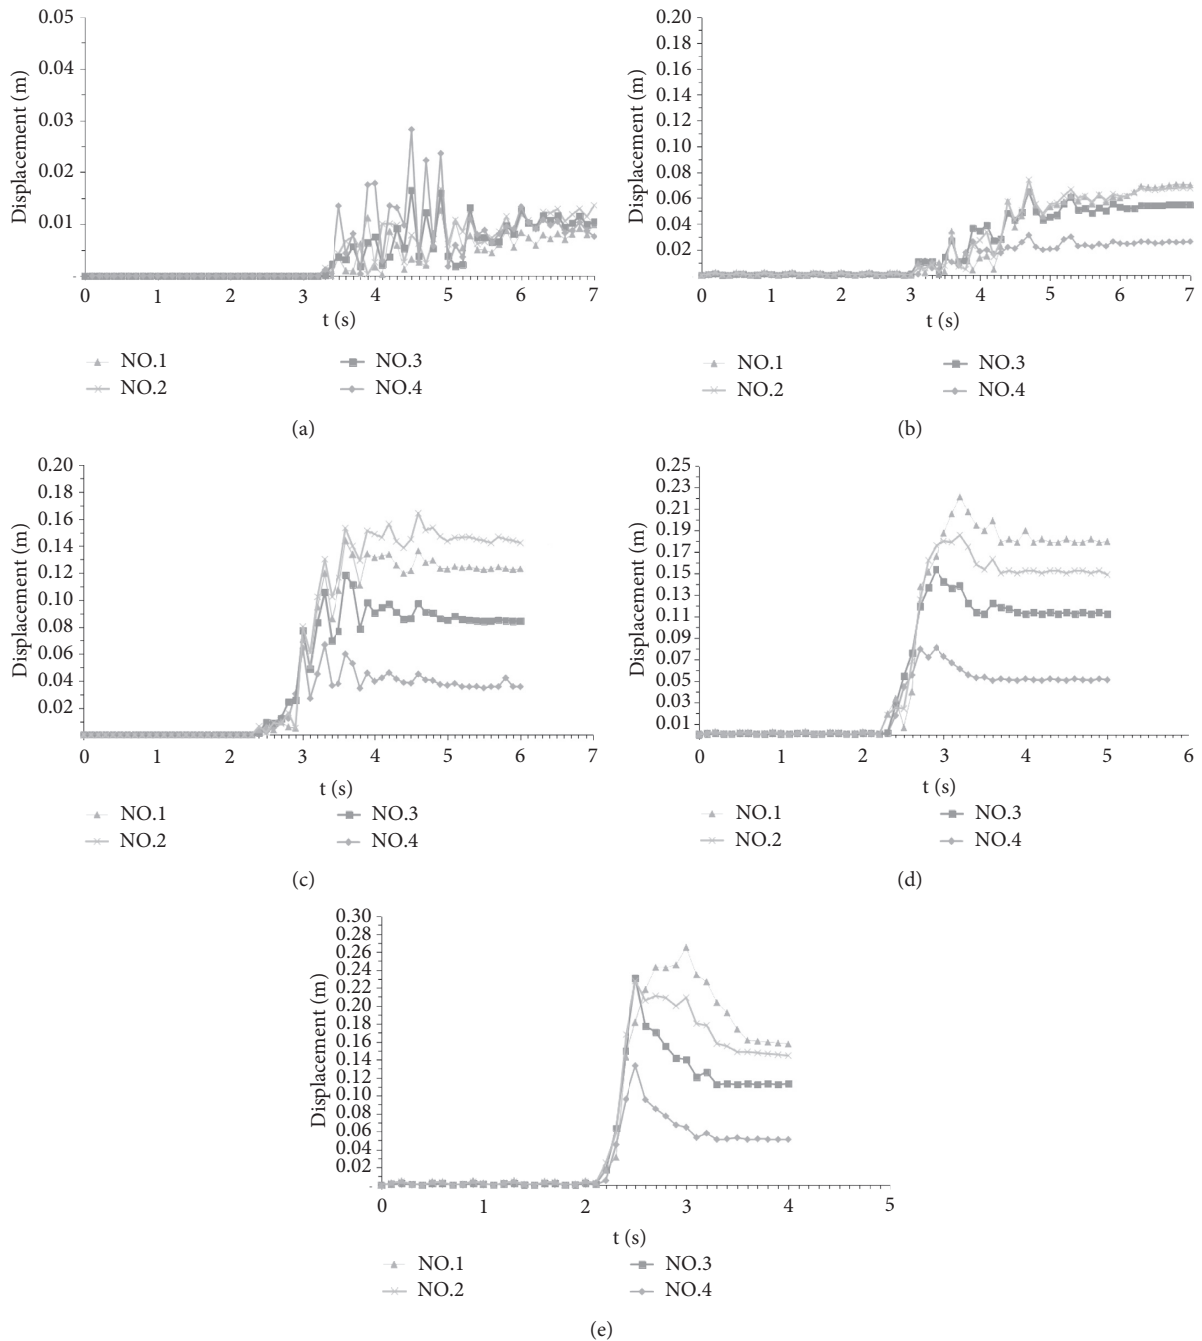 Displacement (m)
0.05
0.04
0.03
0.02
0.01
-
0 1 2 3 4 5 6 7
t (s)
NO.1 NO.3
NO.2 NO.4
(a)
Displacement (m)
0.20
0.18
0.16
0.14
0.12
0.10
0.08
0.06
0.04
0.02
-
0 1 2 3 4 5 6 7
t (s)
NO.1 NO.3
NO.2 NO.4
(b)
Displacement (m)
0.20
0.18
0.16
0.14
0.12
0.10
0.08
0.06
0.04
0.02
-
0 1 2 3 4 5 6 7
t (s)
NO.1 NO.3
NO.2 NO.4
(c)
Displacement (m)
0.25
0.23
0.21
0.19
0.17
0.15
0.13
0.11
0.09
0.07
0.05
0.03
0.01
0 1 2 3 4 5 6
t (s)
NO.1 NO.3
NO.2 NO.4
(d)
Displacement (m)
0.30
0.28
0.26
0.24
0.22
0.20
0.18
0.16
0.14
0.12
0.10
0.08
0.06
0.04
0.02
-
0 1 2 3 4 5
t (s)
NO.1 NO.3
NO.2 NO.4
(e)